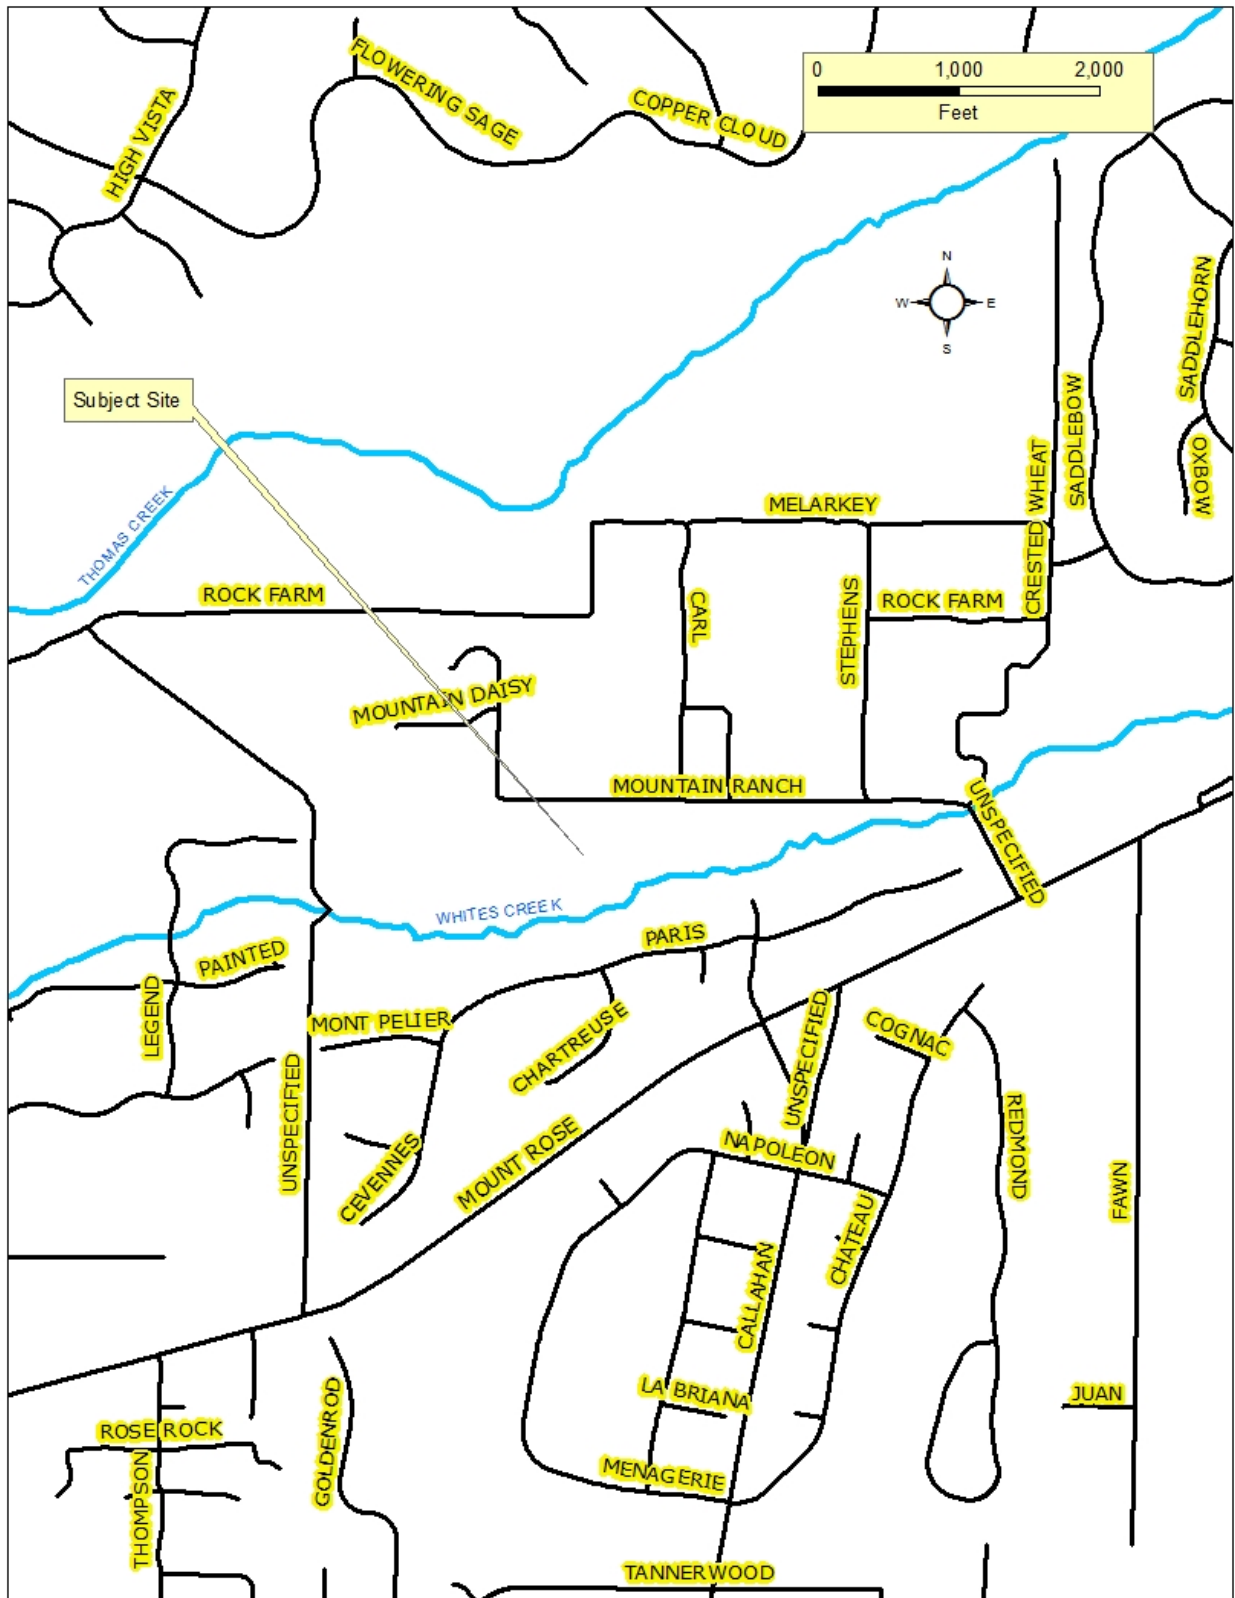 0 1,000 2,000
Feet
FLOWERING SAGE
COPPER CLOUD
HIGH VISTA
N
W E
S
SADDLEHORN
Subject Site
SADDLEBOW
OXBOW
CRESTED WHEAT
THOMAS CREEK
MELARKEY
ROCK FARM
CARL
STEPHENS
ROCK FARM
MOUNTAIN DAISY
MOUNTAIN RANCH
UNSPECIFIED
WHITES CREEK
PARIS
PAINTED
LEGEND
MONT PELIER
CHARTREUSE
UNSPECIFIED
COGNAC
UNSPECIFIED
REDMOND
MOUNT ROSE
NAPOLEON
CEVENNES
FAWN
CHATEAU
CALLAHAN
LA BRIANA
JUAN
GOLDENROD
ROSE ROCK
MENAGERIE
THOMPSON
TANNERWOOD